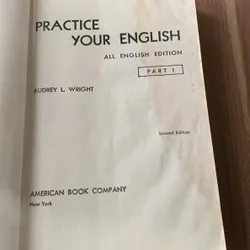 PRACTICE
YOUR ENGLISH
ALL ENGLISH EDITION
PART I
AUDREY L. WRIGHT
Second Edition
AMERICAN BOOK COMPANY
New York